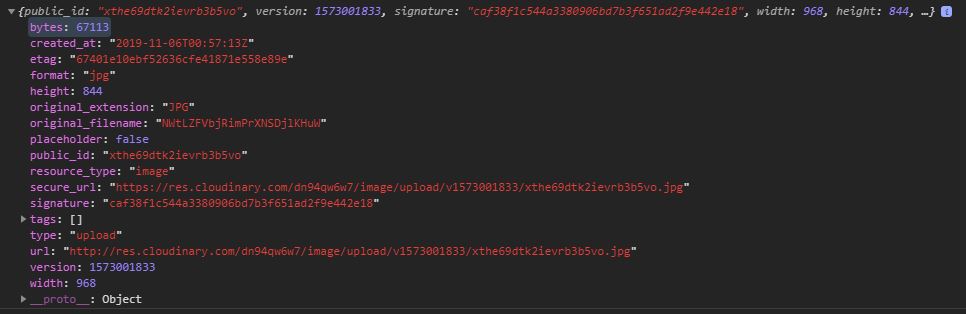 {public_id: "xthe69dtk2ievrb3b5vo", version: 1573001833, signature: "caf38f1c544a3380906bd7b3f651ad2f9e442e18", width: 968, height: 844, …} i
bytes: 67113
created_at: "2019-11-06T00:57:13Z"
etag: "67401e10ebf52636cfe41871e558e89e"
format: "jpg"
height: 844
original_extension: "JPG"
original_filename: "NWtLZFVbjRimPrXNSDjlKHuW"
placeholder: false
public_id: "xthe69dtk2ievrb3b5vo"
resource_type: "image"
secure_url: "https://res.cloudinary.com/dn94qw6w7/image/upload/v1573001833/xthe69dtk2ievrb3b5vo.jpg"
signature: "caf38f1c544a3380906bd7b3f651ad2f9e442e18"
tags: []
type: "upload"
url: "http://res.cloudinary.com/dn94qw6w7/image/upload/v1573001833/xthe69dtk2ievrb3b5vo.jpg"
version: 1573001833
width: 968
__proto__: Object